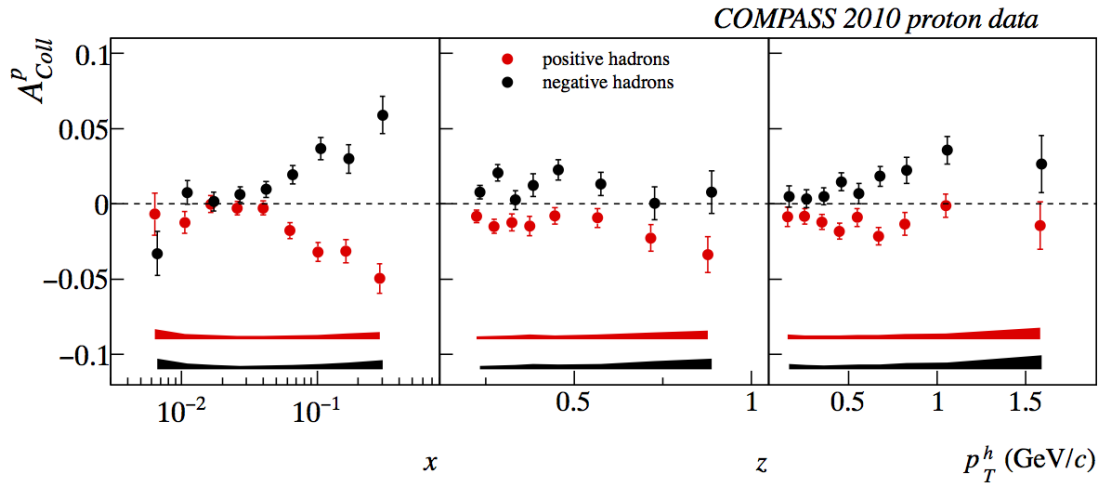 COMPASS 2010 proton data
A^p_Coll
0.1
0.05
0
−0.05
−0.1
positive hadrons
negative hadrons
10^−2 10^−1
x
0.5 1
z
0.5 1 1.5
p_T^h (GeV/c)